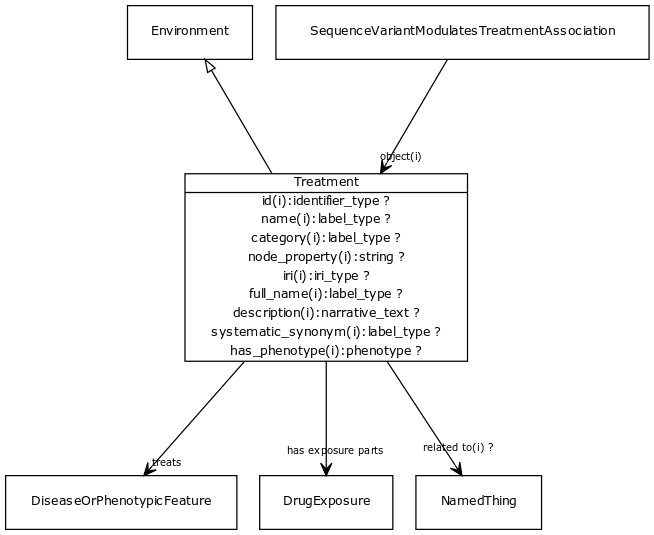 Environment
SequenceVariantModulatesTreatmentAssociation
object(i)
Treatment
id(i):identifier_type ?
name(i):label_type ?
category(i):label_type ?
node_property(i):string ?
iri(i):iri_type ?
full_name(i):label_type ?
description(i):narrative_text ?
systematic_synonym(i):label_type ?
has_phenotype(i):phenotype ?
treats
has exposure parts
related to(i) ?
DiseaseOrPhenotypicFeature
DrugExposure
NamedThing